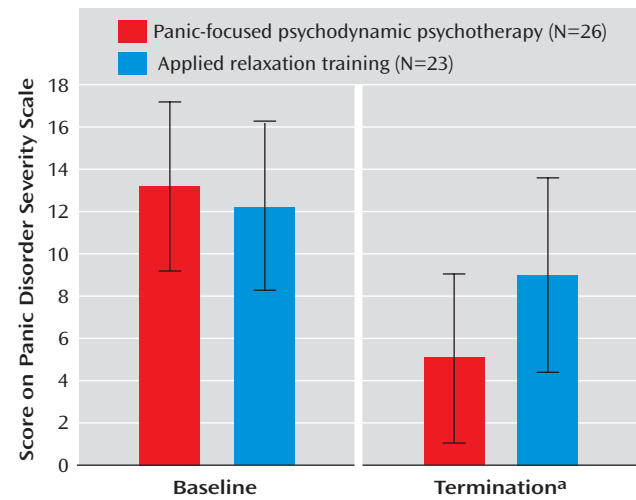 Panic-focused psychodynamic psychotherapy (N=26)
Applied relaxation training (N=23)
Score on Panic Disorder Severity Scale
18
16
14
12
10
8
6
4
2
0
Baseline
Terminationa